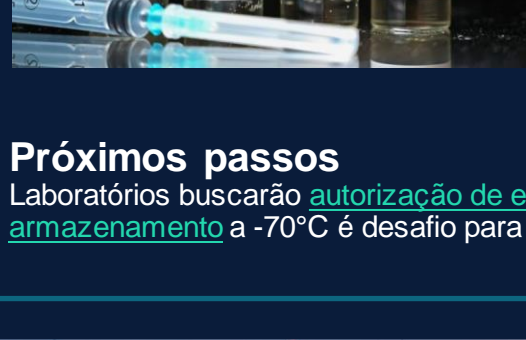 Próximos passos
Laboratórios buscarão autorização de e
armazenamento a -70°C é desafio para